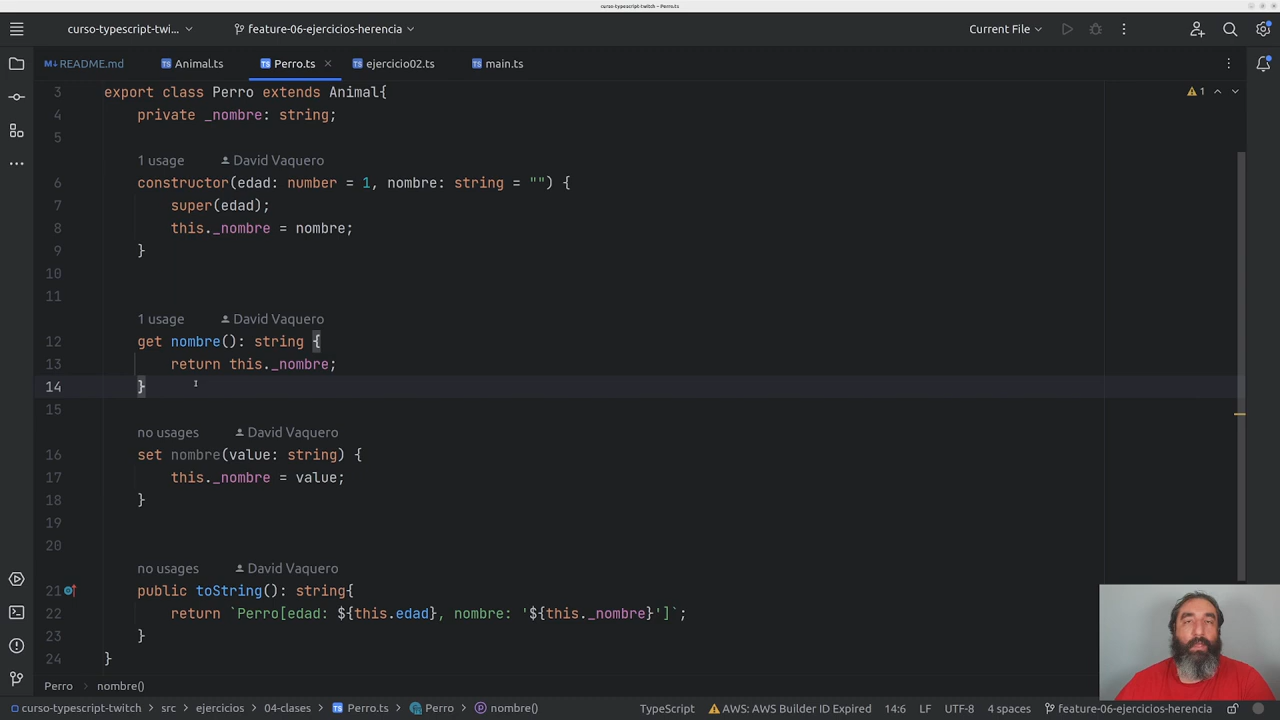 curso-typescript-twitch – Perro.ts
curso-typescript-twi... feature-06-ejercicios-herencia Current File
README.md Animal.ts Perro.ts ejercicio02.ts main.ts
3 export class Perro extends Animal{ 1
4 private _nombre: string;
5
1 usage David Vaquero
6 constructor(edad: number = 1, nombre: string = "") {
7 super(edad);
8 this._nombre = nombre;
9 }
10
11
1 usage David Vaquero
12 get nombre(): string {
13 return this._nombre;
14 }
15
no usages David Vaquero
16 set nombre(value: string) {
17 this._nombre = value;
18 }
19
20
no usages David Vaquero
21 public toString(): string{
22 return `Perro[edad: ${this.edad}, nombre: '${this._nombre}']`;
23 }
24 }
Perro nombre()
curso-typescript-twitch src ejercicios 04-clases Perro.ts Perro nombre() TypeScript AWS: AWS Builder ID Expired 14:6 LF UTF-8 4 spaces feature-06-ejercicios-herencia